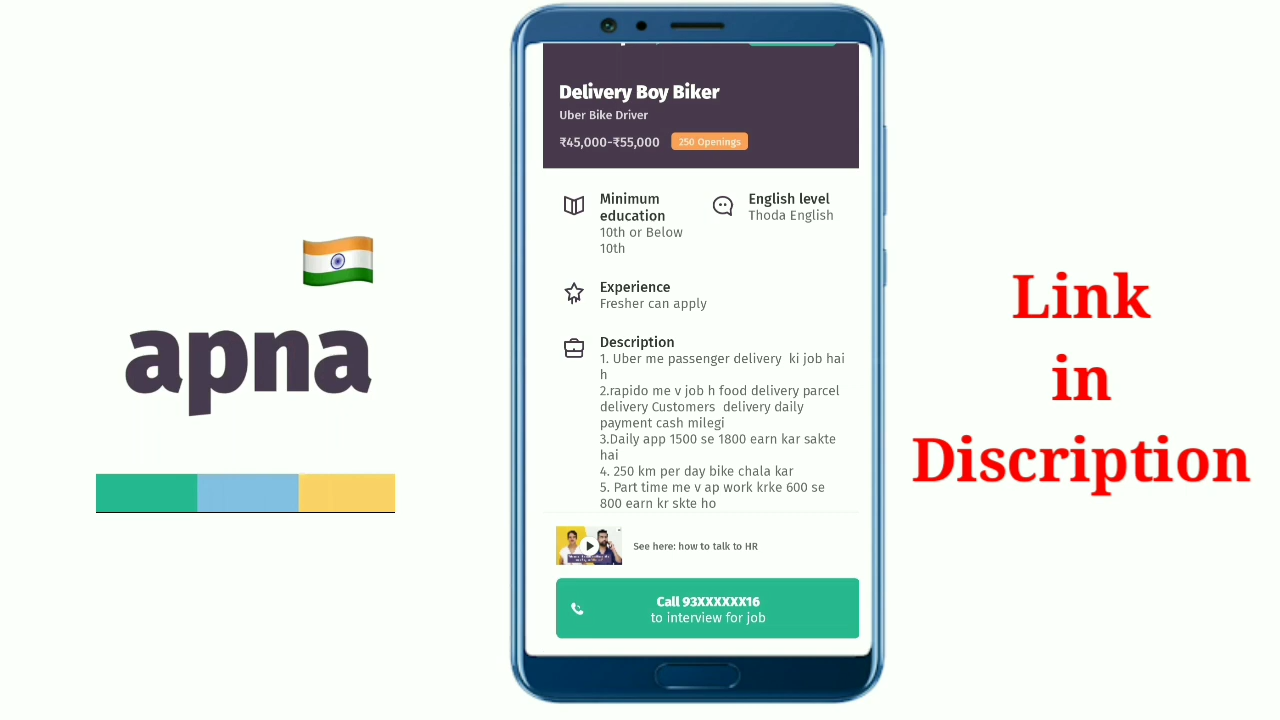 apna
Delivery Boy Biker
Uber Bike Driver
₹45,000-₹55,000
250 Openings
Minimum
education
10th or Below
10th
English level
Thoda English
Experience
Fresher can apply
Description
1. Uber me passenger delivery ki job hai
h
2.rapido me v job h food delivery parcel
delivery Customers delivery daily
payment cash milegi
3.Daily app 1500 se 1800 earn kar sakte
hai
4. 250 km per day bike chala kar
5. Part time me v ap work krke 600 se
800 earn kr skte ho
See here: how to talk to HR
Call 93XXXXXX16
to interview for job
Link
in
Discription